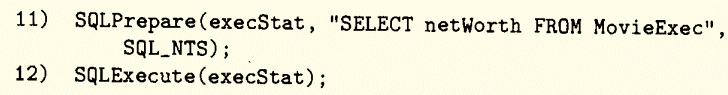 11) SQLPrepare(execStat, "SELECT netWorth FROM MovieExec",
SQL_NTS);
12) SQLExecute(execStat);